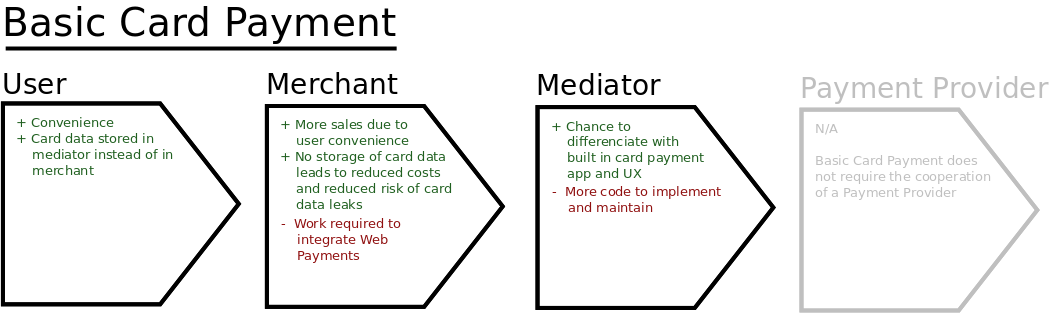 Basic Card Payment
User
+ Convenience
+ Card data stored in
mediator instead of in
merchant
Merchant
+ More sales due to
user convenience
+ No storage of card data
leads to reduced costs
and reduced risk of card
data leaks
- Work required to
integrate Web
Payments
Mediator
+ Chance to
differenciate with
built in card payment
app and UX
- More code to implement
and maintain
Payment Provider
N/A
Basic Card Payment does
not require the cooperation
of a Payment Provider